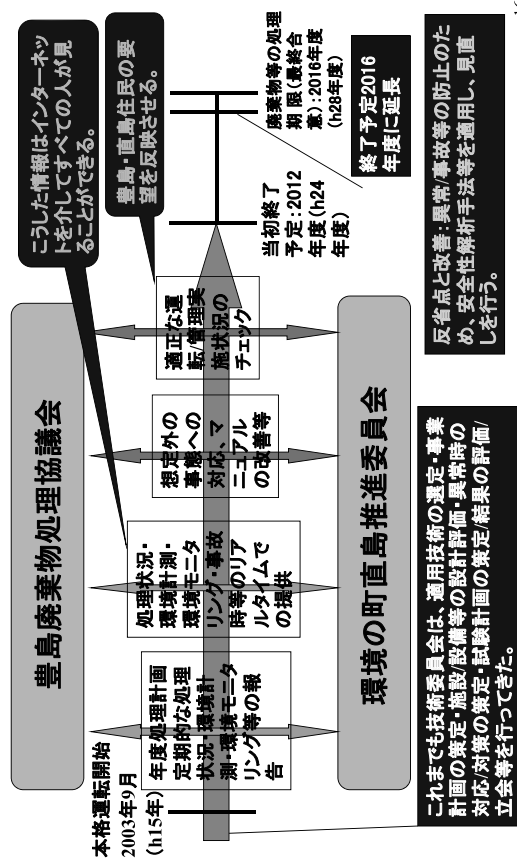 こうした情報はインターネッ
トを介してすべての人が見
ることができる。
豊島・直島住民の要
望を反映させる。
豊島廃棄物処理協議会
本格運転開始
2003年9月
(h15年)
年度処理計画
定期的な処理
状況・環境計
測・環境モニタ
リング等の報
告
処理状況・
環境計測・
環境モニタ
リング・事故
時等のリア
ルタイムで
の提供
想定外の
事態への
対応、マ
ニュアル
の改善等
適正な運
転/管理実
施状況の
チェック
当初終了
予定：2012
年度(h24
年度)
廃棄物等の処理
期限(最終合
意)：2016年度
(h28年度)
終了予定2016
年度に延長
環境の町直島推進委員会
これまでも技術委員会は、適用技術の選定・事業
計画の策定・施設/設備等の設計評価・異常時の
対応/対策の策定・試験計画の策定/結果の評価/
立会等を行ってきた。
反省点と改善：異常/事故等の防止のた
め、安全性解析手法等を適用し、見直
しを行う。